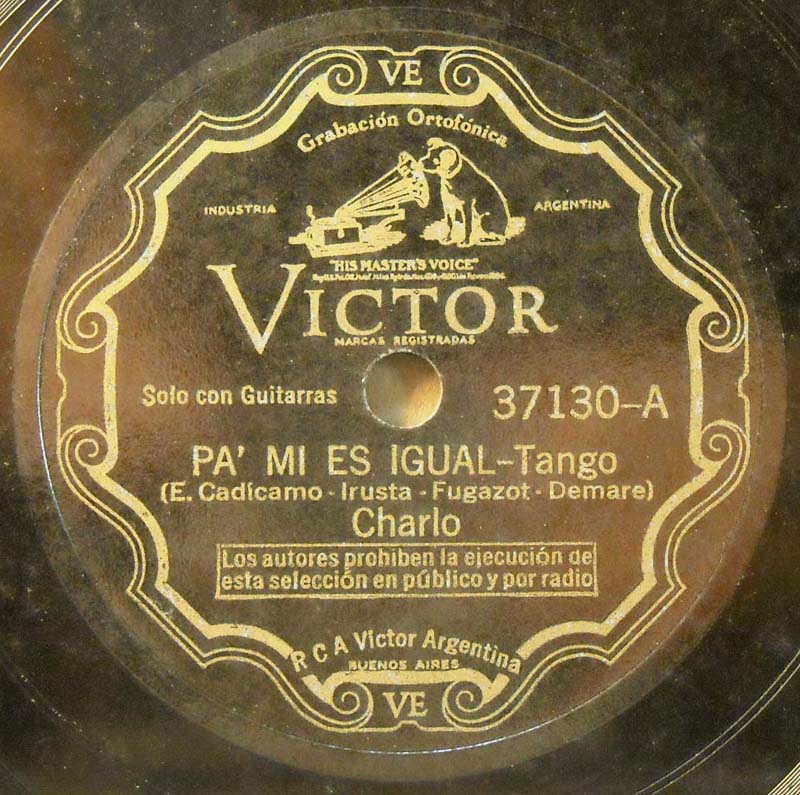 VE
Grabación Ortofónica
INDUSTRIA
ARGENTINA
"HIS MASTER'S VOICE"
VICTOR
MARCAS REGISTRADAS
Solo con Guitarras
37130-A
PA' MI ES IGUAL-Tango
(E. Cadícamo - Irusta - Fugazot - Demare)
Charlo
Los autores prohiben la ejecución de
esta selección en público y por radio
R C A Victor Argentina
BUENOS AIRES
VE